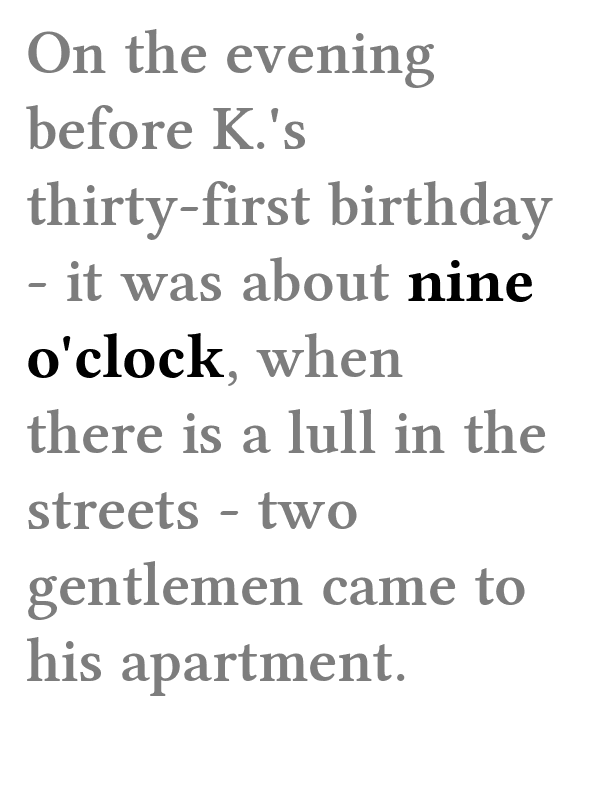 On the evening
before K.'s
thirty-first birthday
- it was about nine
o'clock, when
there is a lull in the
streets - two
gentlemen came to
his apartment.